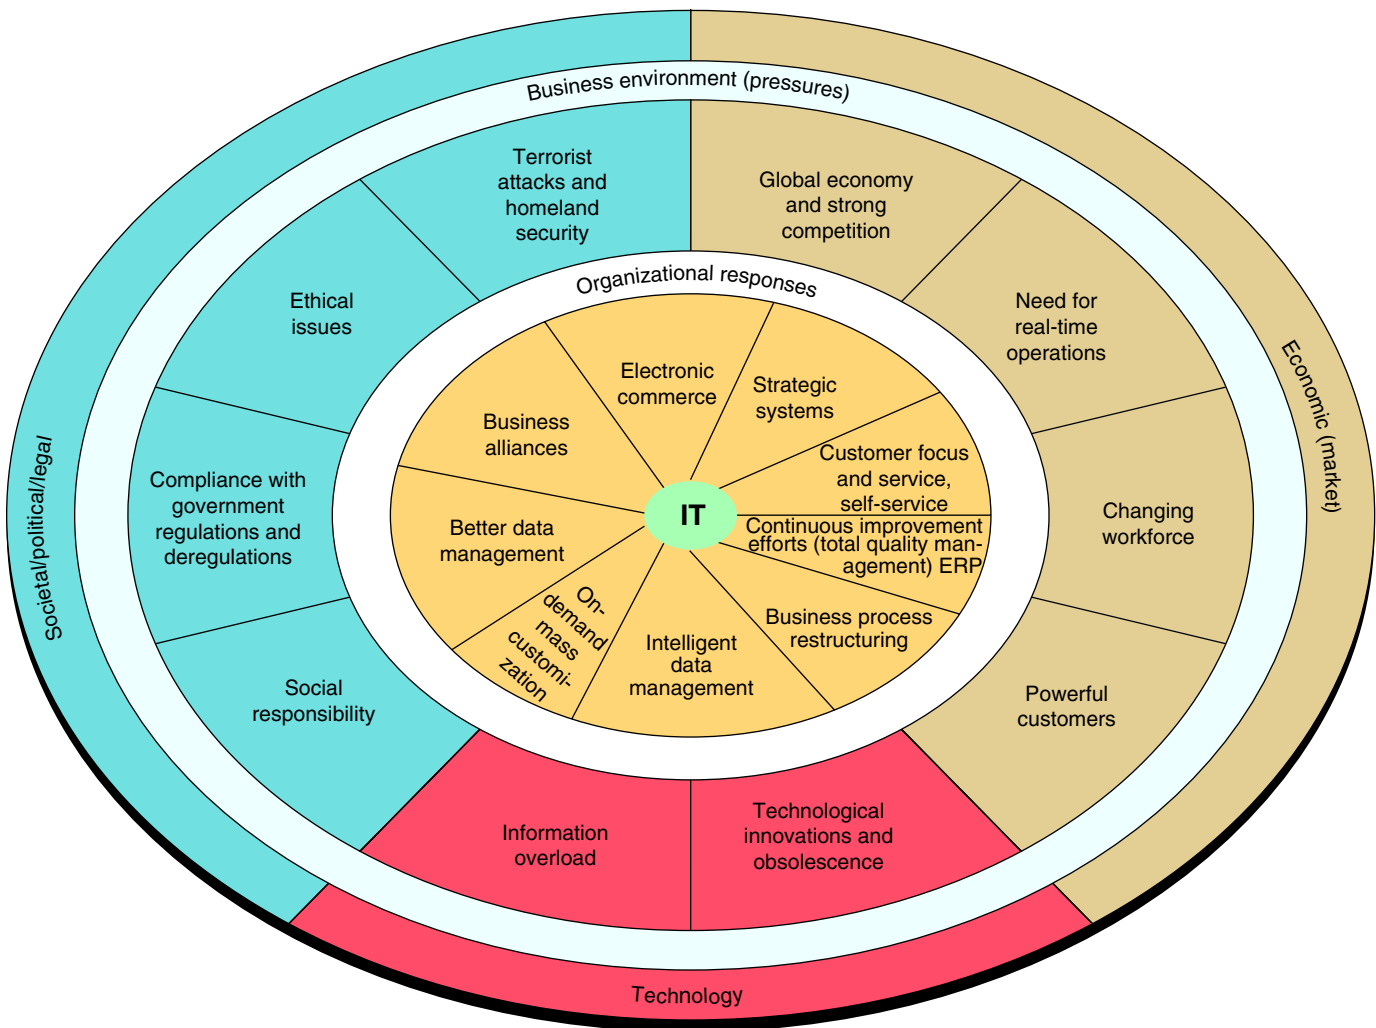 Business environment (pressures)
Terrorist
attacks and
homeland
security
Global economy
and strong
competition
Ethical
issues
Need for
real-time
operations
Organizational responses
Electronic
commerce
Strategic
systems
Business
alliances
Customer focus
and service,
self-service
Societal/political/legal
Economic (market)
Compliance with
government
regulations and
deregulations
Changing
workforce
Better data
management
IT
Continuous improvement
efforts (total quality man-
agement) ERP
On-
demand
mass
customi-
zation
Intelligent
data
management
Business process
restructuring
Social
responsibility
Powerful
customers
Information
overload
Technological
innovations and
obsolescence
Technology